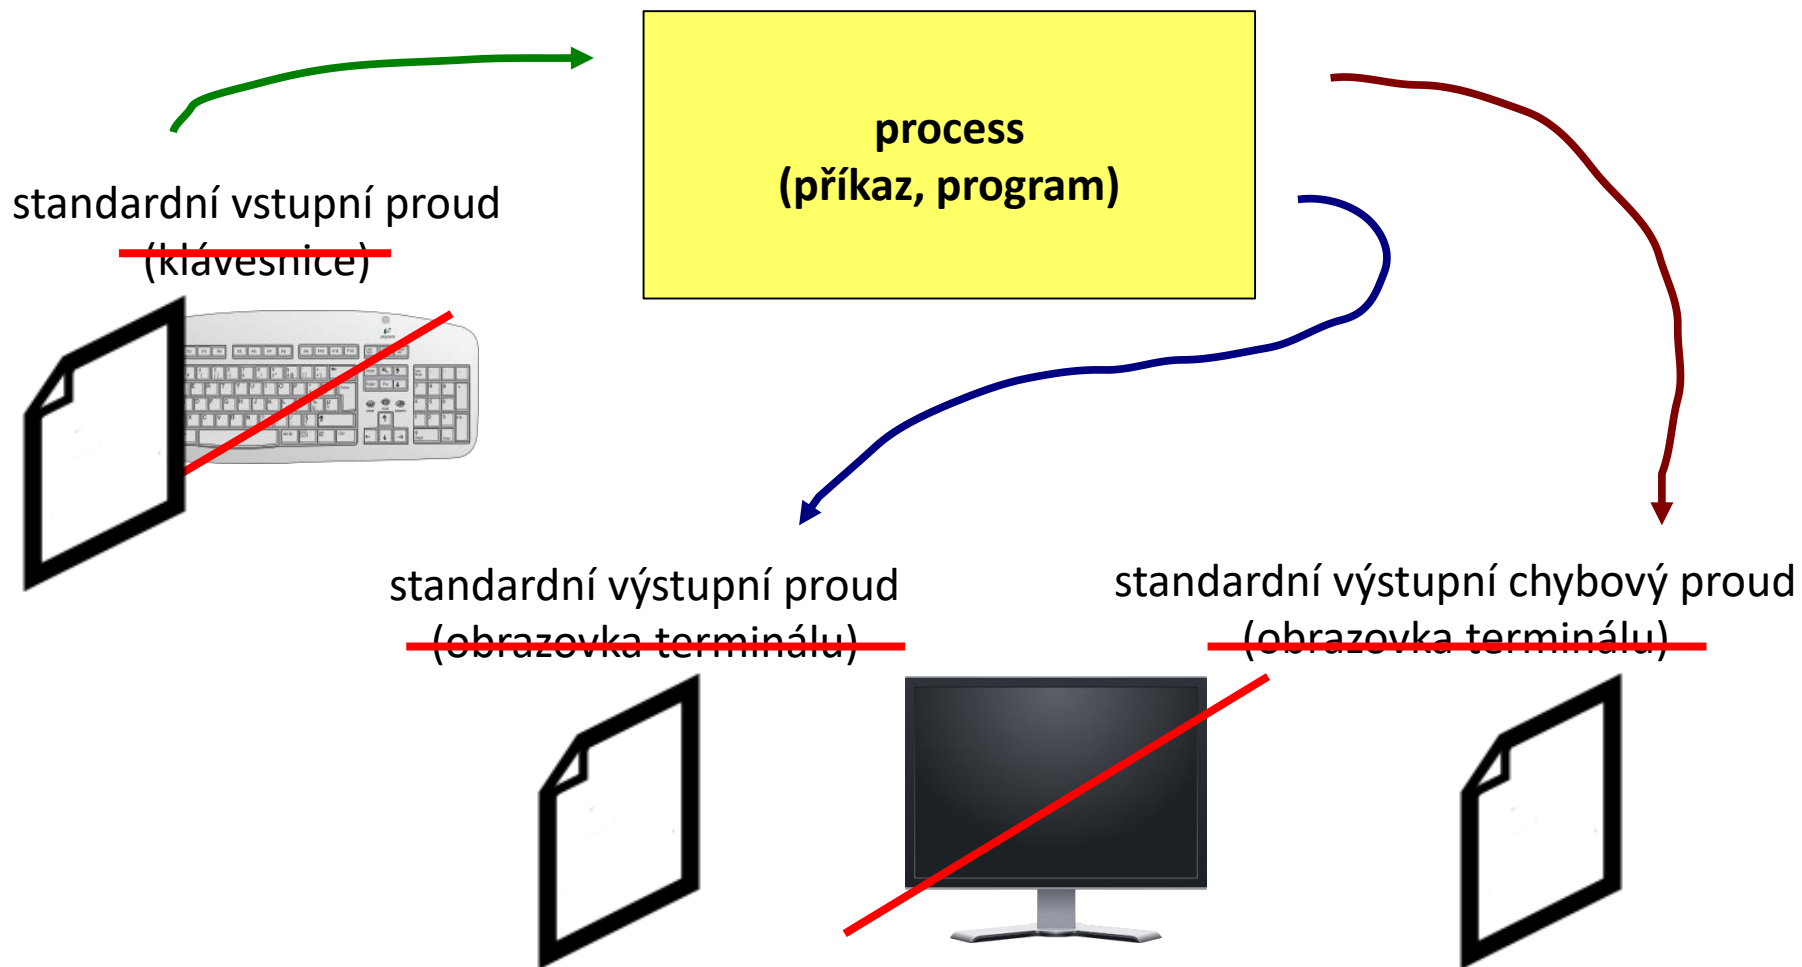 process
(příkaz, program)
standardní vstupní proud
(klávesnice)
standardní výstupní proud
(obrazovka terminálu)
standardní výstupní chybový proud
(obrazovka terminálu)